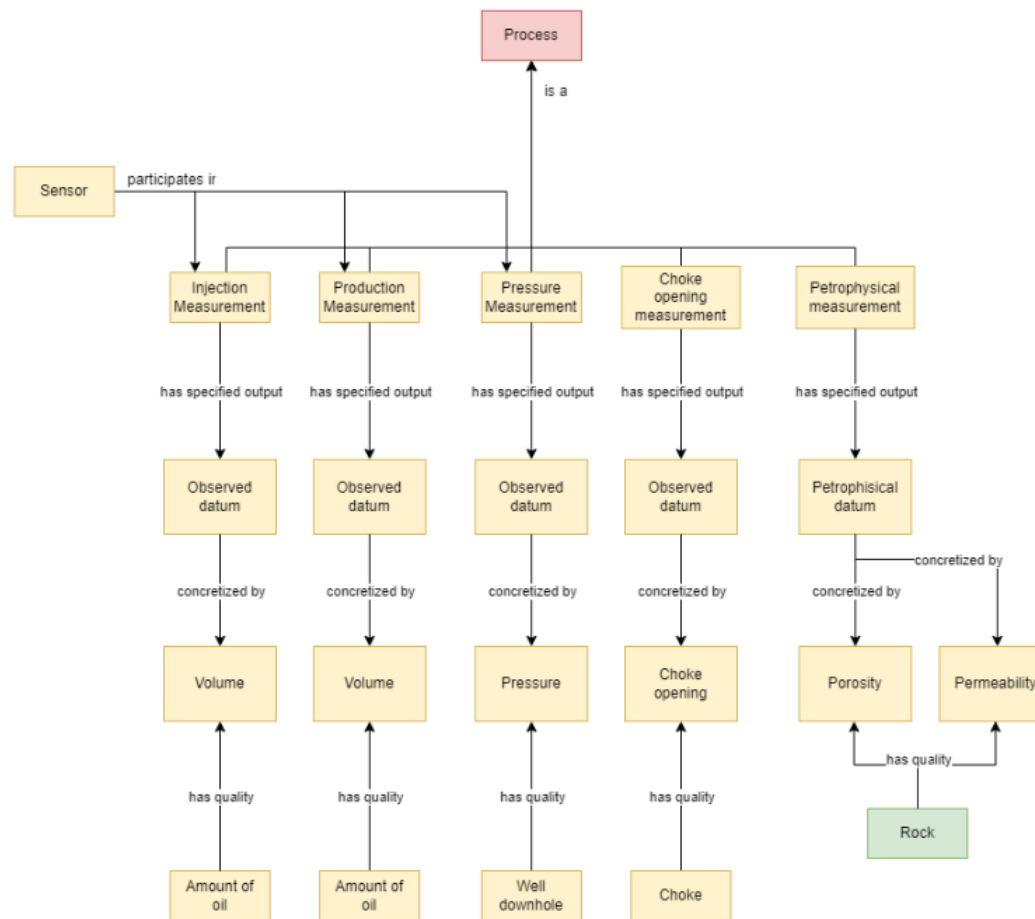 Process
is a
Sensor
participates ir
Injection
Measurement
Production
Measurement
Pressure
Measurement
Choke
opening
measurement
Petrophysical
measurement
has specified output
has specified output
has specified output
has specified output
has specified output
Observed
datum
Observed
datum
Observed
datum
Observed
datum
Petrophisical
datum
concretized by
concretized by
concretized by
concretized by
concretized by
concretized by
Volume
Volume
Pressure
Choke
opening
Porosity
Permeability
has quality
has quality
has quality
has quality
has quality
Rock
Amount of
oil
Amount of
oil
Well
downhole
Choke